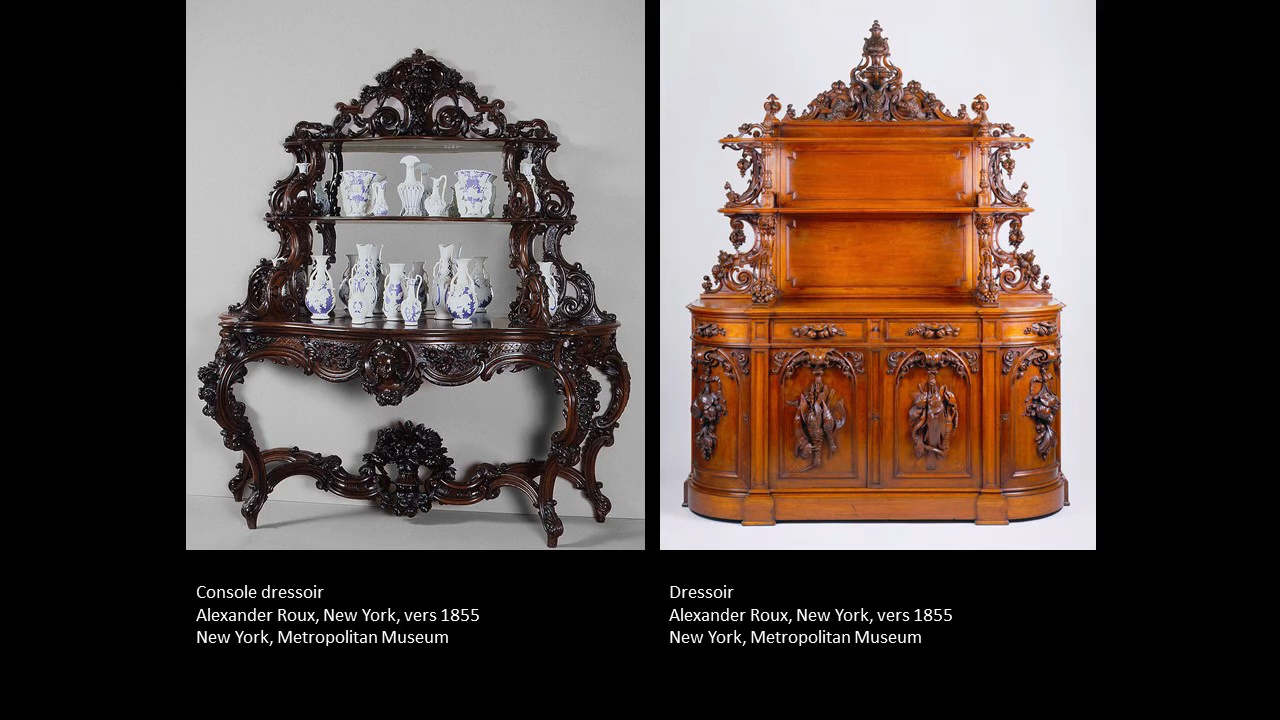 Console dressoir
Alexander Roux, New York, vers 1855
New York, Metropolitan Museum
Dressoir
Alexander Roux, New York, vers 1855
New York, Metropolitan Museum